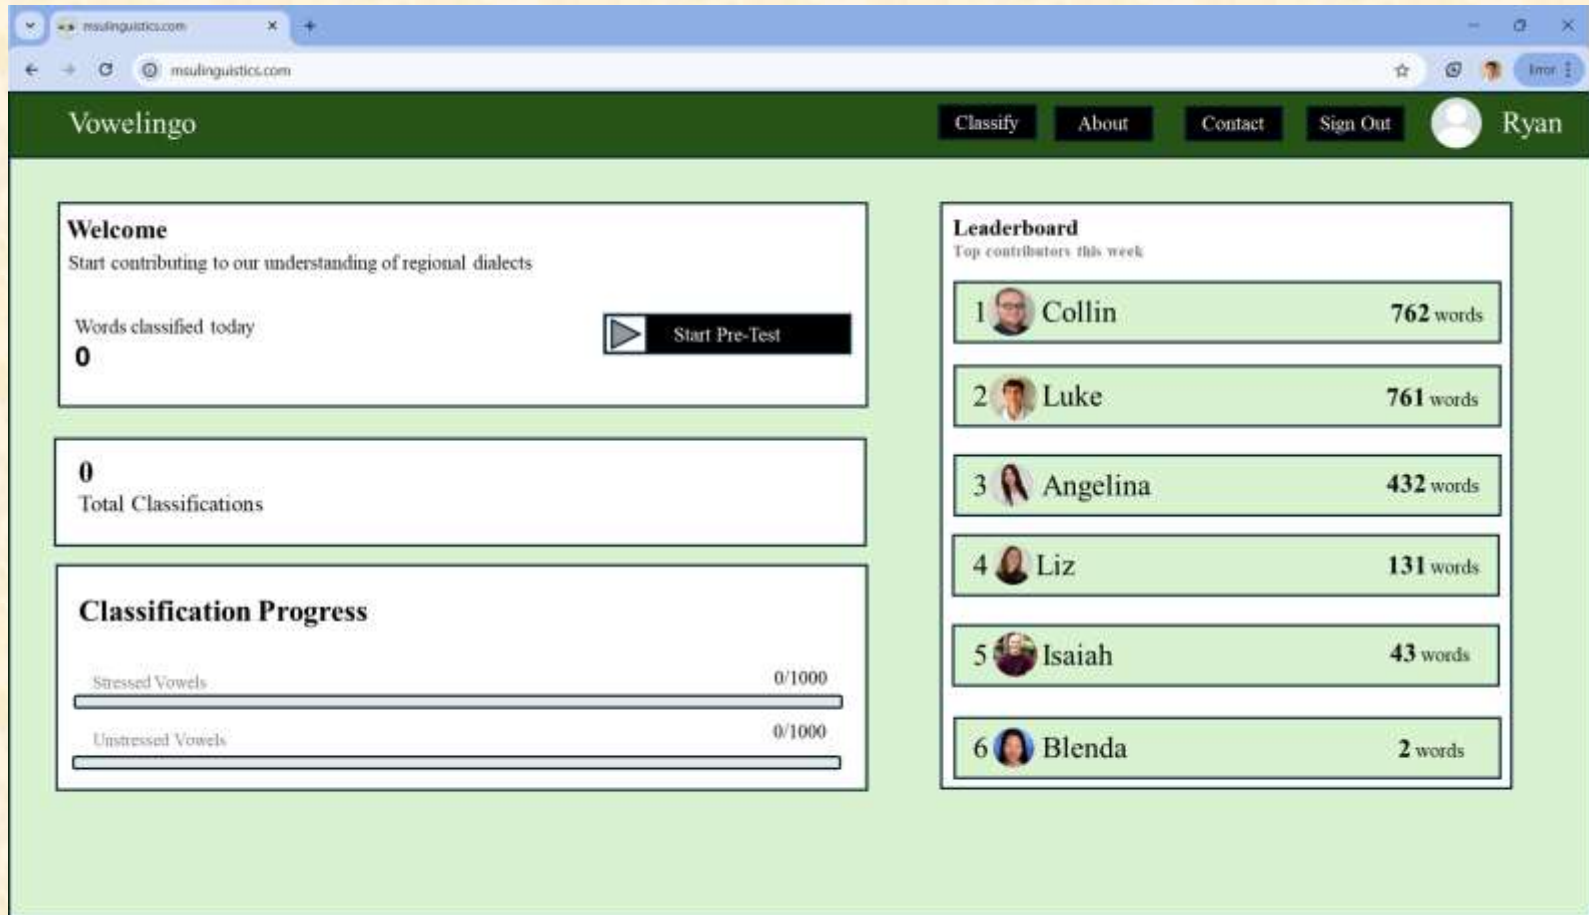 msulinguistics.com
msulinguistics.com
Error
Vowelingo
Classify
About
Contact
Sign Out
Ryan
Welcome
Start contributing to our understanding of regional dialects
Words classified today
0
Start Pre-Test
0
Total Classifications
Classification Progress
Stressed Vowels
0/1000
Unstressed Vowels
0/1000
Leaderboard
Top contributors this week
1 Collin 762 words
2 Luke 761 words
3 Angelina 432 words
4 Liz 131 words
5 Isaiah 43 words
6 Blenda 2 words